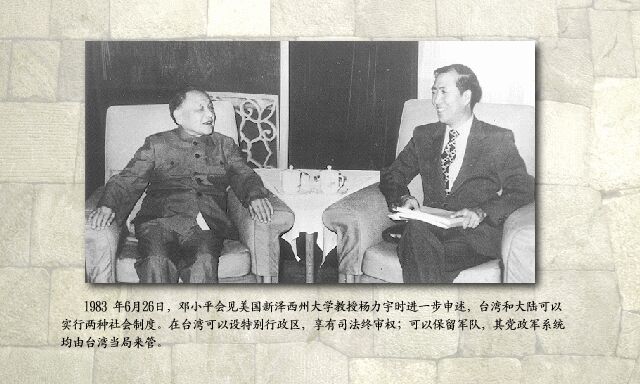 1983 年6月26日，邓小平会见美国新泽西州大学教授杨力宇时进一步申述，台湾和大陆可以
实行两种社会制度。在台湾可以设特别行政区，享有司法终审权；可以保留军队，其党政军系统
均由台湾当局来管。